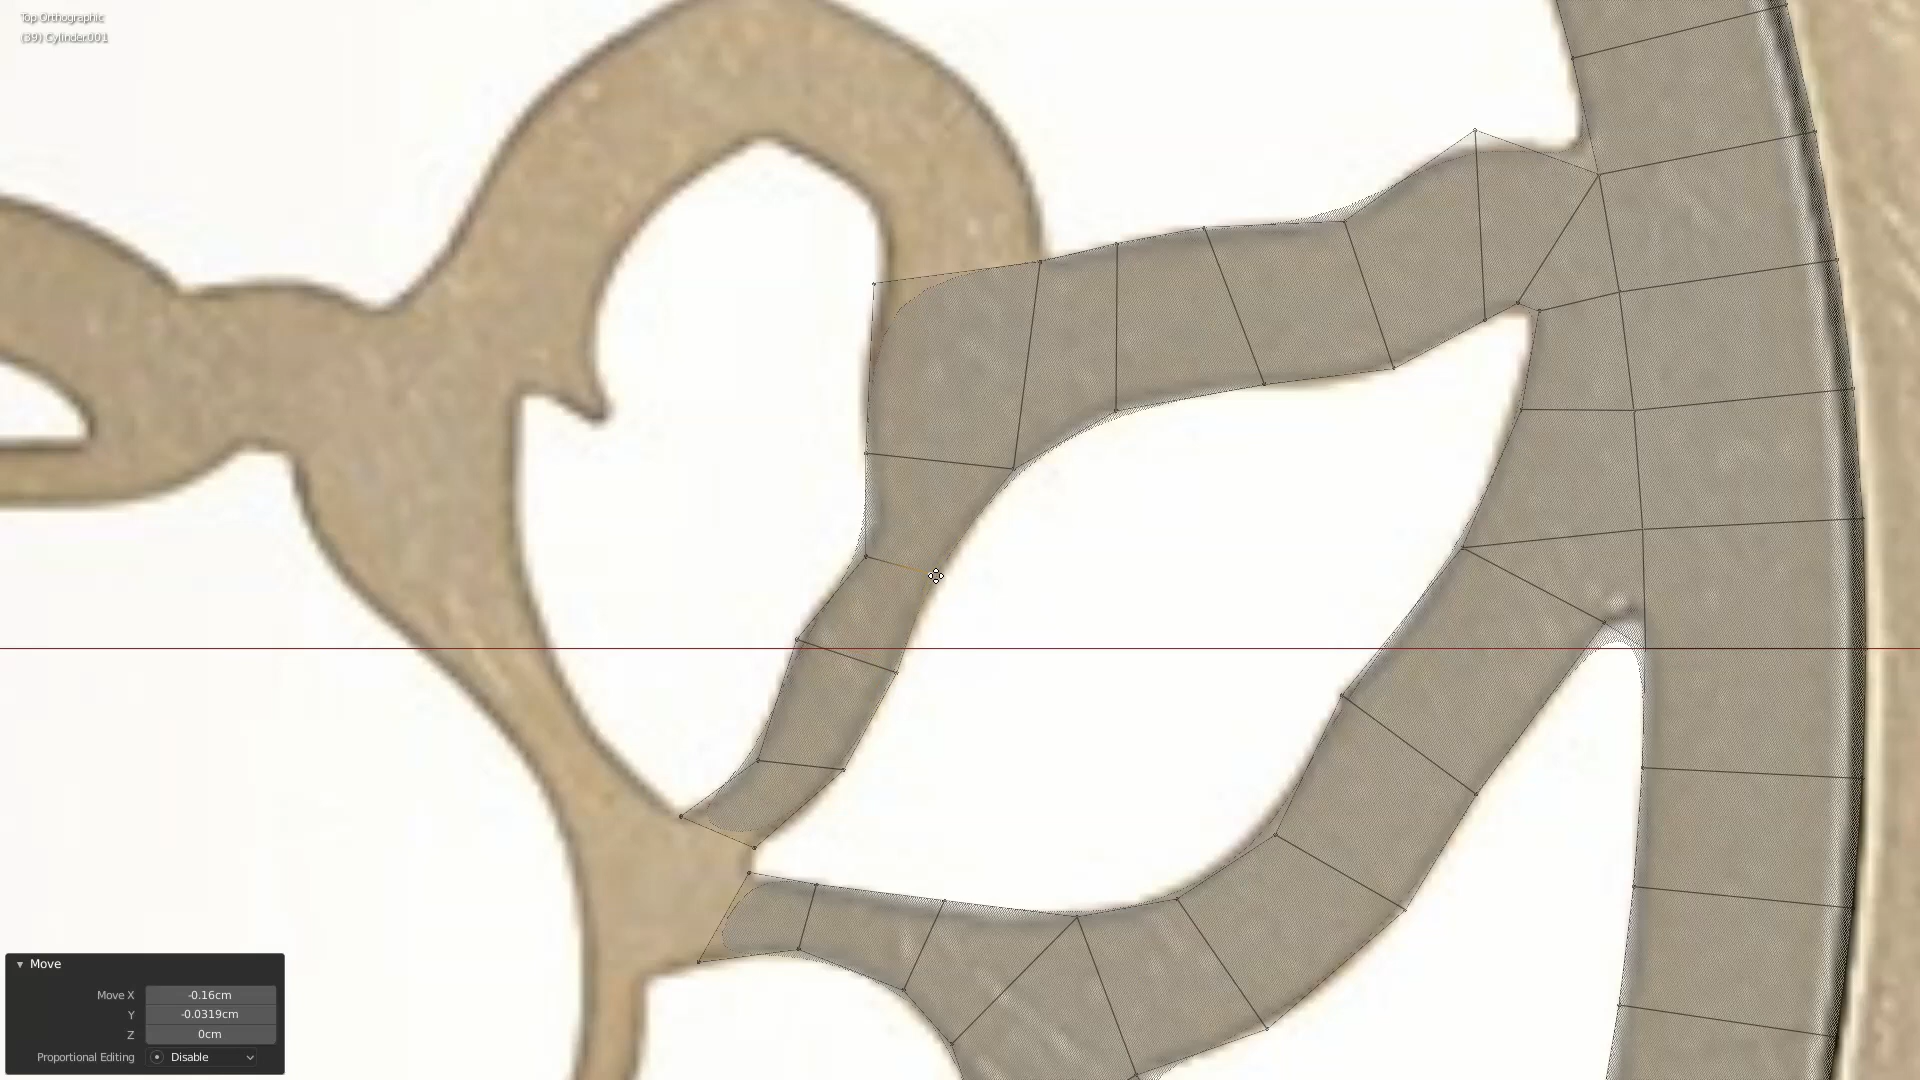 Top Orthographic
(39) Cylinder.001
Move
Move X -0.16cm
Y -0.0319cm
Z 0cm
Proportional Editing Disable